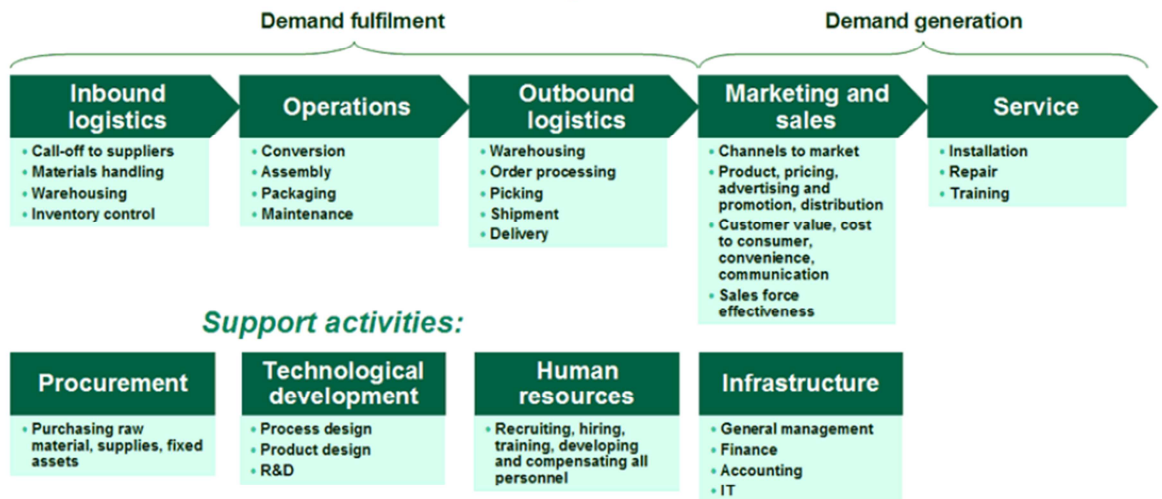 Demand fulfilment
Demand generation
Inbound
logistics
Operations
Outbound
logistics
Marketing and
sales
Service
• Call-off to suppliers
• Materials handling
• Warehousing
• Inventory control
• Conversion
• Assembly
• Packaging
• Maintenance
• Warehousing
• Order processing
• Picking
• Shipment
• Delivery
• Channels to market
• Product, pricing,
advertising and
promotion, distribution
• Customer value, cost
to consumer,
convenience,
communication
• Sales force
effectiveness
• Installation
• Repair
• Training
Support activities:
Procurement
Technological
development
Human
resources
Infrastructure
• Purchasing raw
material, supplies, fixed
assets
• Process design
• Product design
• R&D
• Recruiting, hiring,
training, developing
and compensating all
personnel
• General management
• Finance
• Accounting
• IT